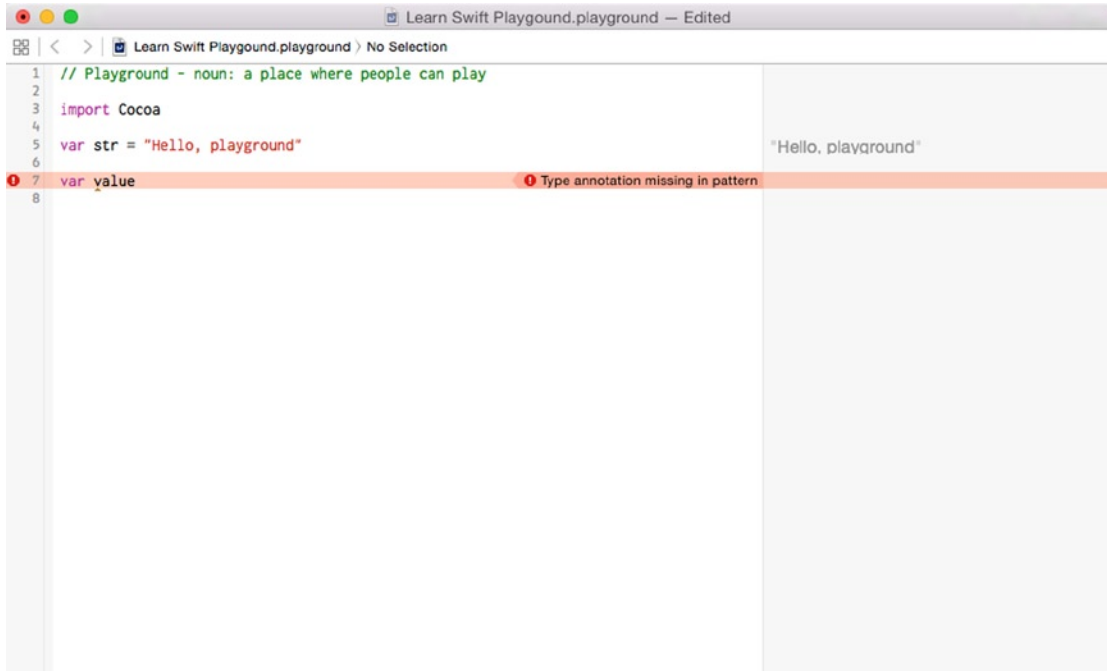 Learn Swift Playgound.playground — Edited
Learn Swift Playgound.playground 〉 No Selection
1 // Playground - noun: a place where people can play
2
3 import Cocoa
4
5 var str = "Hello, playground" "Hello, playground"
6
7 var value Type annotation missing in pattern
8